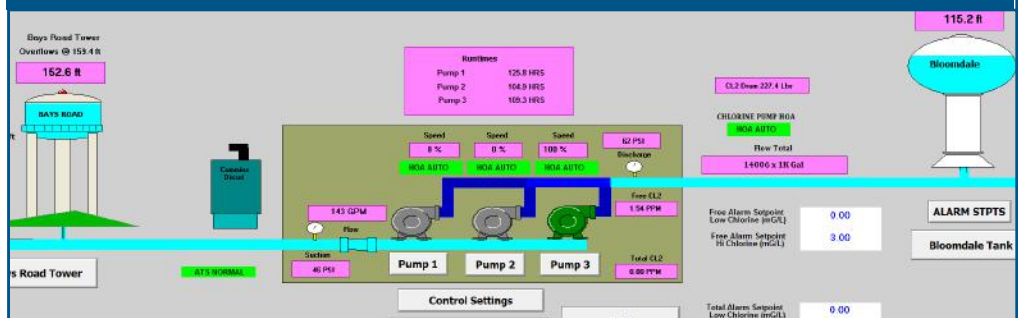 115.2 ft
Bays Road Tower
Overflows @ 153.4 ft
152.6 ft
BAYS ROAD
ft
Cummins
Diesel
Runtimes
Pump 1 125.8 HRS
Pump 2 104.9 HRS
Pump 3 109.3 HRS
CL2 Drum 227.4 Lbs
CHLORINE PUMP HOA
HOA AUTO
Flow Total
14006 x 1K Gal
Bloomdale
Speed
Speed
Speed
0 %
0 %
100 %
HOA AUTO
HOA AUTO
HOA AUTO
62 PSI
Discharge
143 GPM
Flow
Suction
46 PSI
Free CL2
1.54 PPM
Total CL2
0.00 PPM
Pump 1
Pump 2
Pump 3
Free Alarm Setpoint
Low Chlorine (mG/L)
0.00
Free Alarm Setpoint
Hi Chlorine (mG/L)
3.00
ALARM STPTS
Bloomdale Tank
s Road Tower
ATS NORMAL
Control Settings
Total Alarm Setpoint
Low Chlorine (mG/L)
0.00